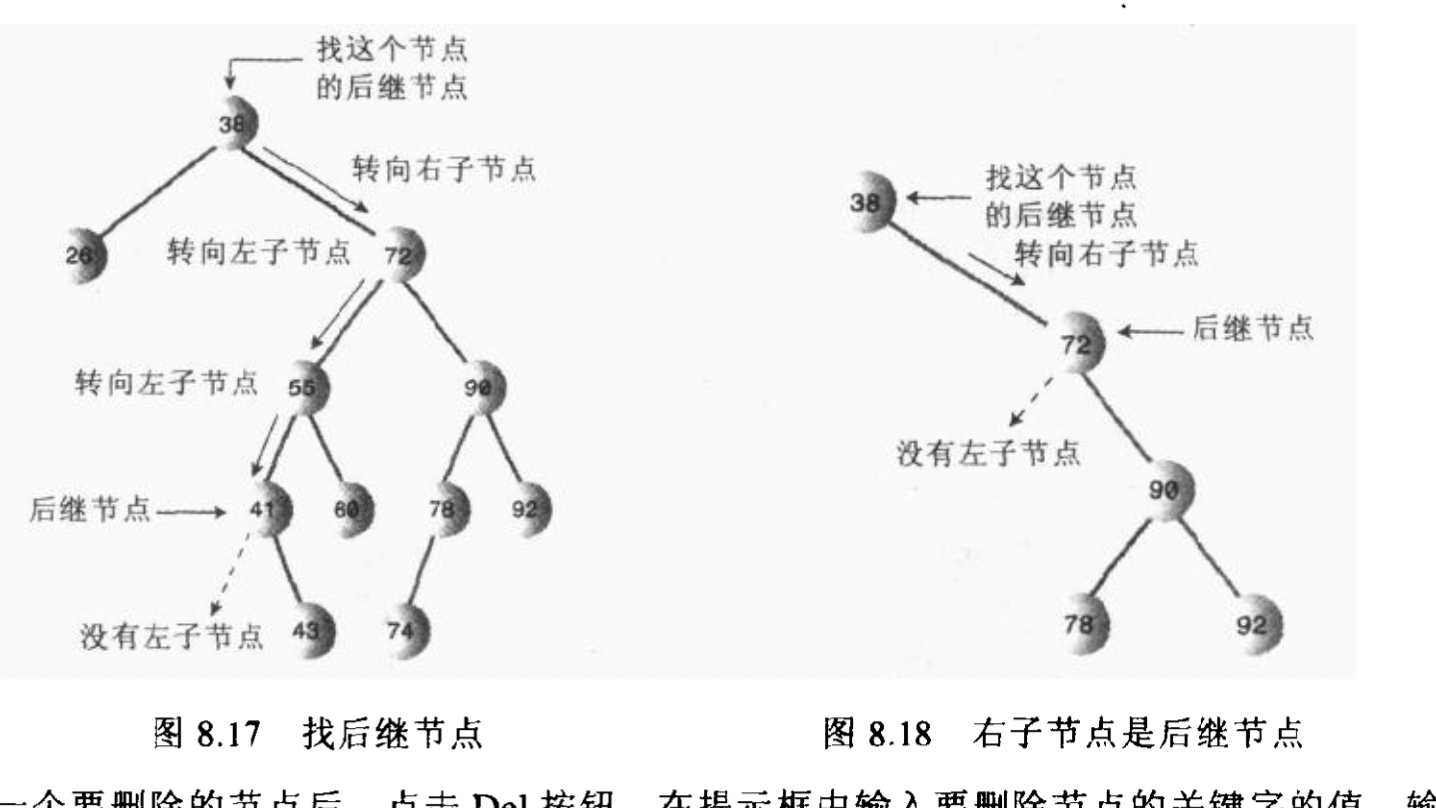 找这个节点
的后继节点
38
转向右子节点
26
转向左子节点
72
转向左子节点
55
90
后继节点
41
60
78
92
没有左子节点
43
74
图 8.17 找后继节点
38
找这个节点
的后继节点
转向右子节点
72
后继节点
没有左子节点
90
78
92
图 8.18 右子节点是后继节点
一个要删除的节点后,点击 Del 按钮,在提示框中输入要删除节点的关键字的值,输